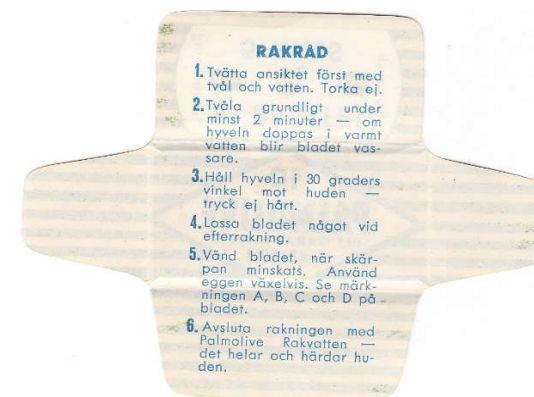 RAKRÅD
1. Tvätta ansiktet först med
tvål och vatten. Torka ej.
2. Tvåla grundligt under
minst 2 minuter — om
hyveln doppas i varmt
vatten blir bladet vas-
sare.
3. Håll hyveln i 30 graders
vinkel mot huden —
tryck ej hårt.
4. Lossa bladet något vid
efterrakning.
5. Vänd bladet, när skär-
pan minskats. Använd
eggen växelvis. Se märk-
ningen A, B, C och D på
bladet.
6. Avsluta rakningen med
Palmolive Rakvatten —
det helar och härdar hu-
den.